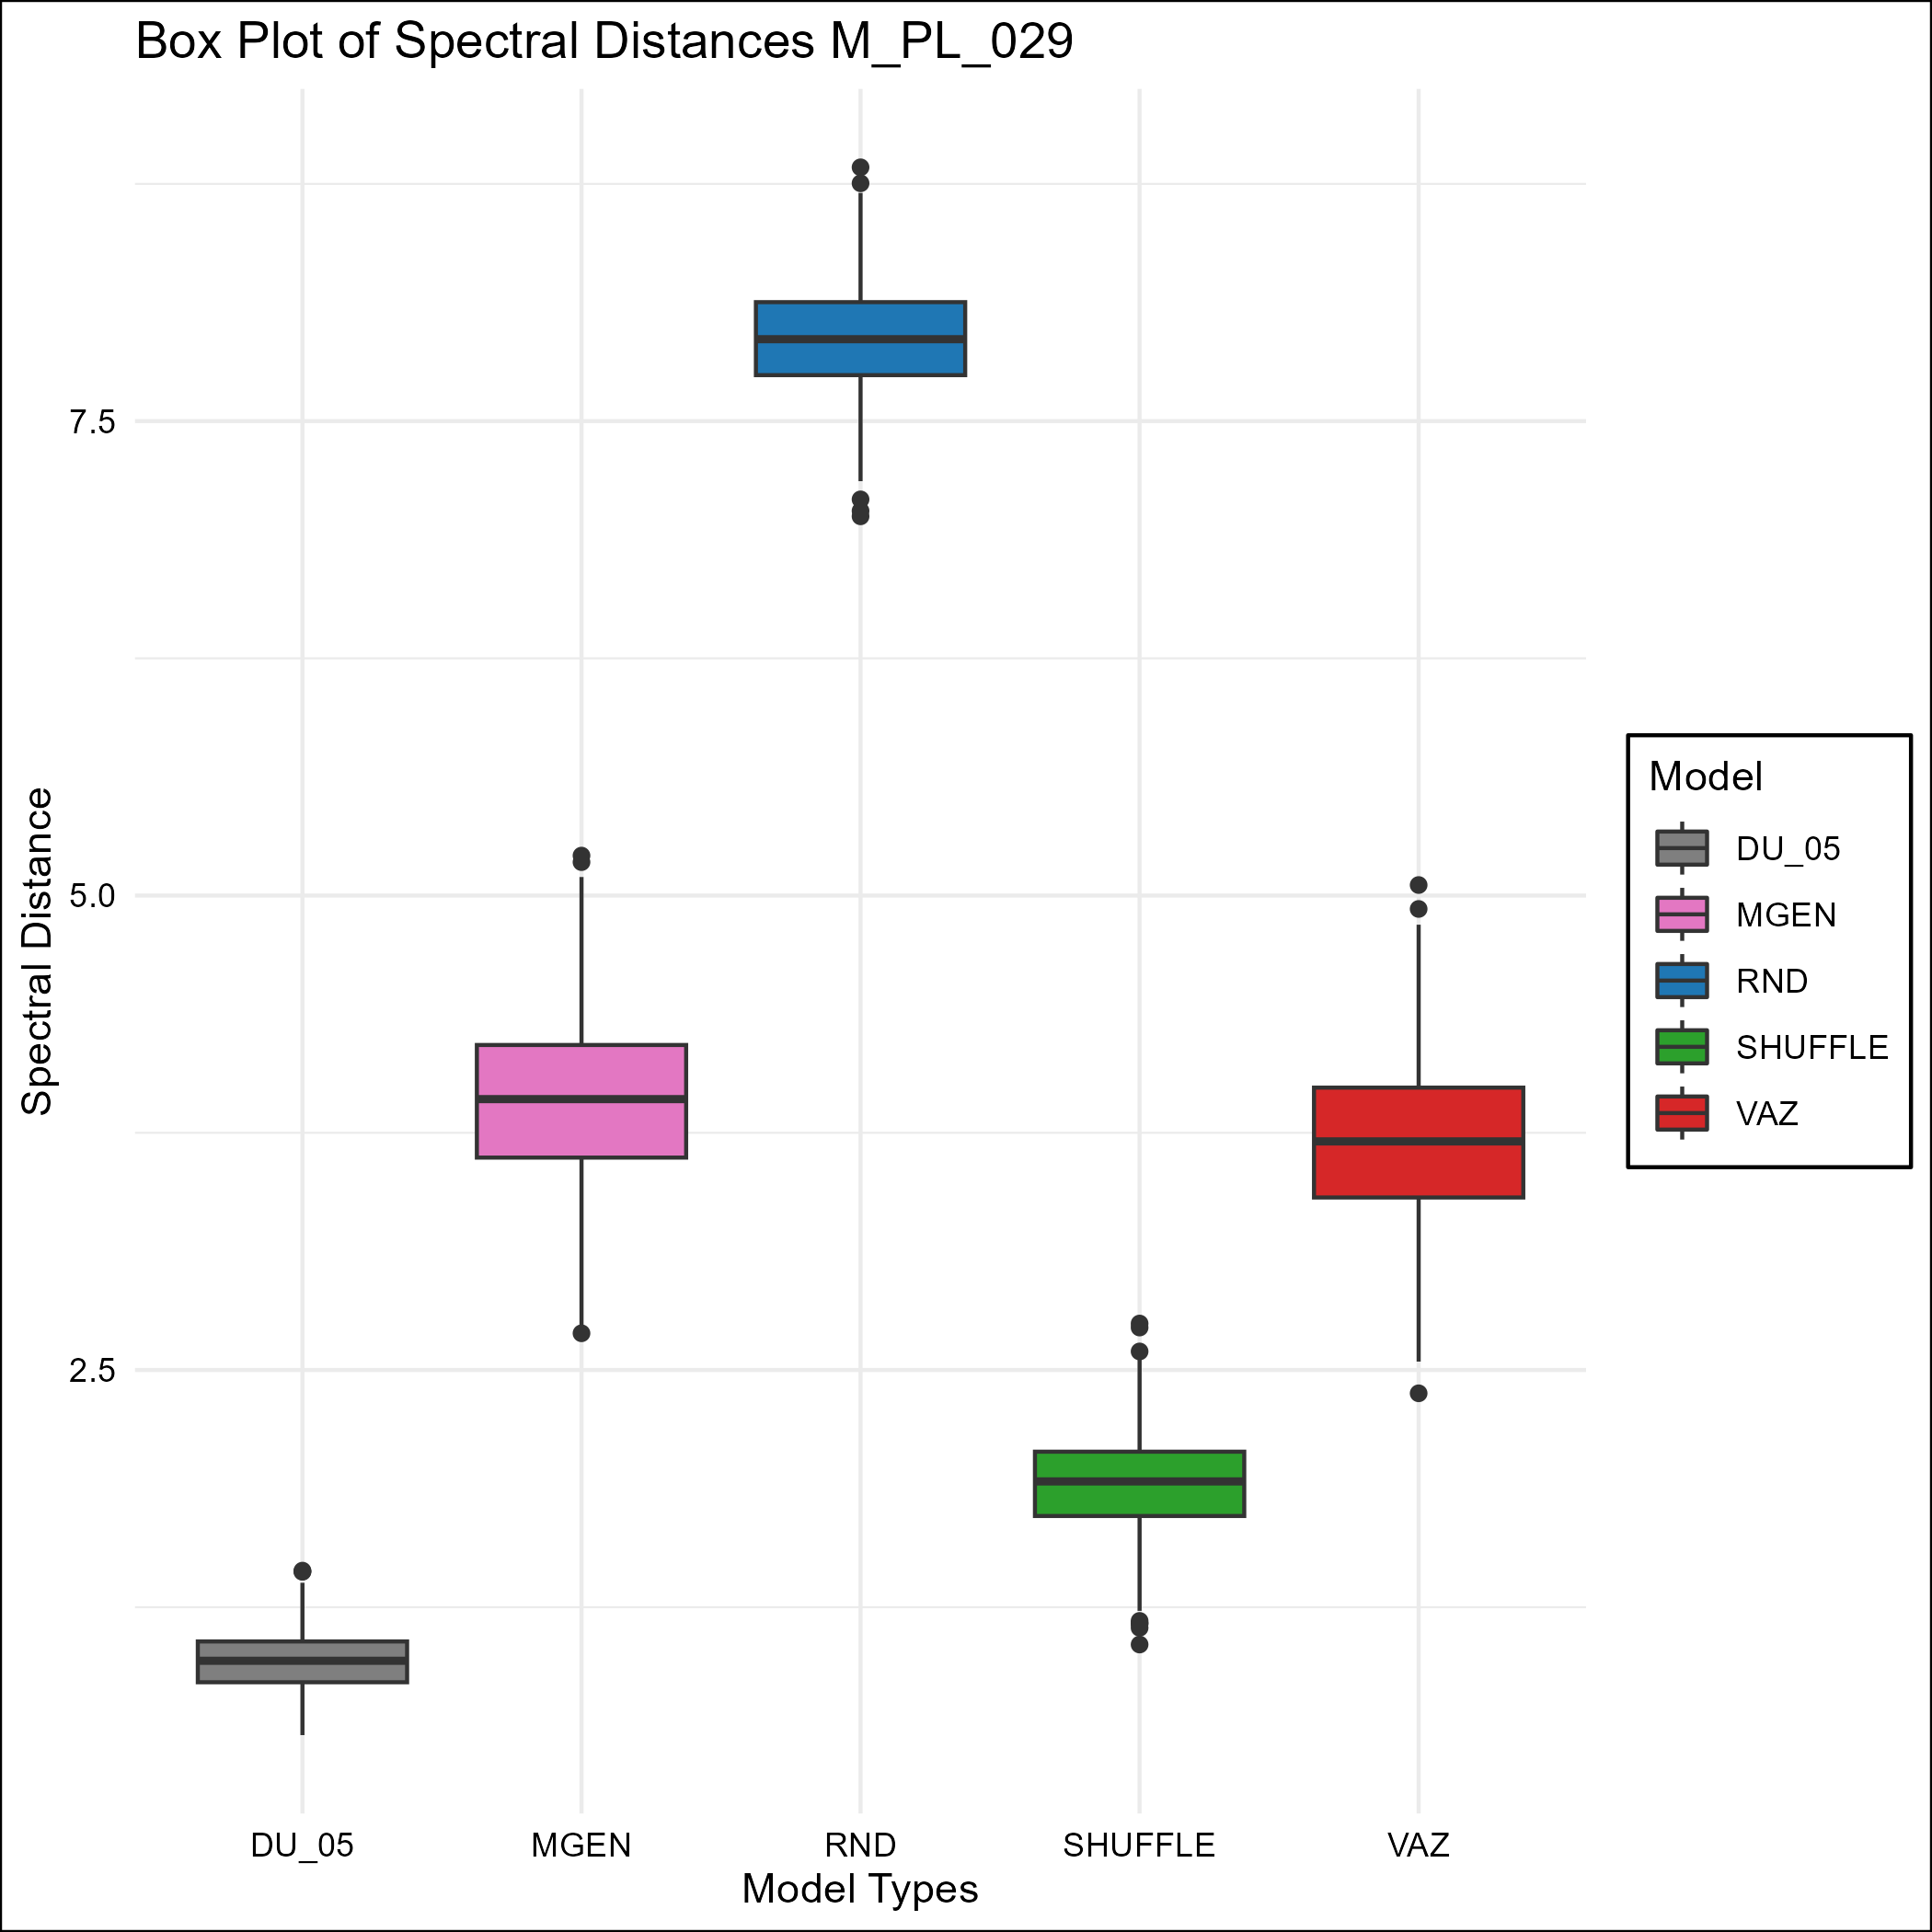 Box Plot of Spectral Distances M_PL_029
Spectral Distance
7.5
5.0
2.5
DU_05 MGEN RND SHUFFLE VAZ
Model Types
Model
DU_05
MGEN
RND
SHUFFLE
VAZ